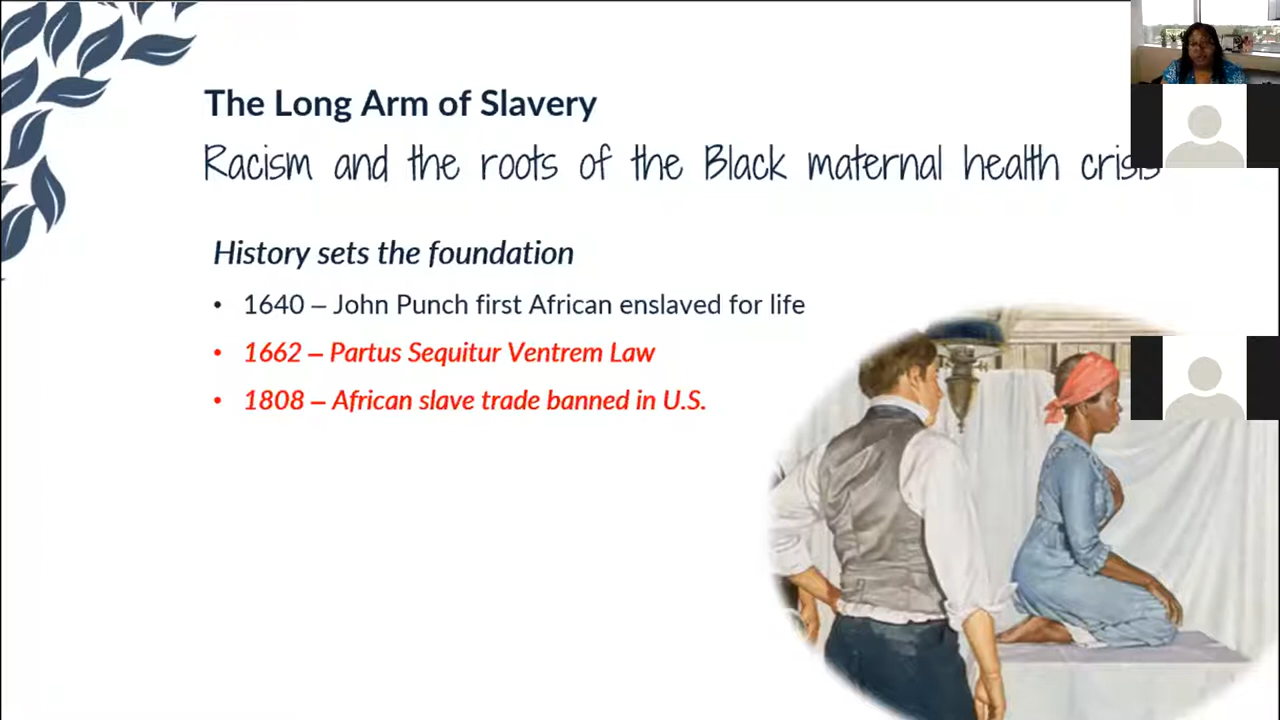 The Long Arm of Slavery
Racism and the roots of the Black maternal health crisis
History sets the foundation
• 1640 – John Punch first African enslaved for life
• 1662 – Partus Sequitur Ventrem Law
• 1808 – African slave trade banned in U.S.